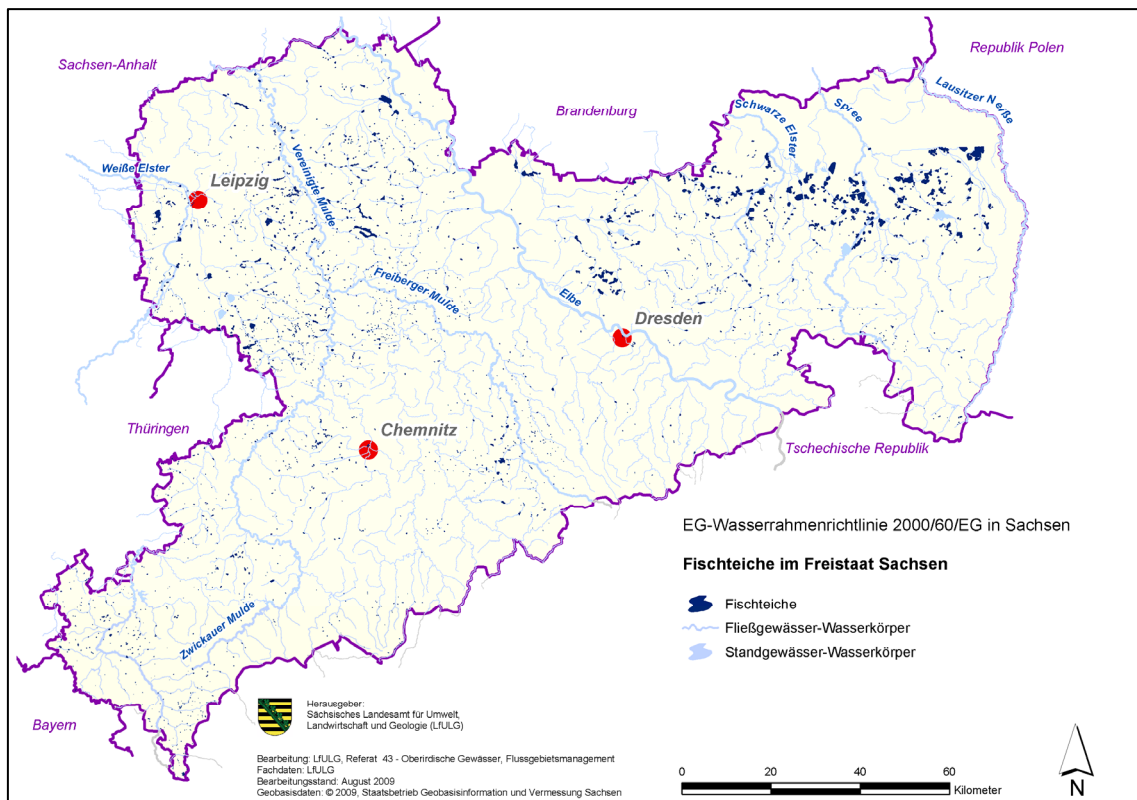 Republik Polen
Sachsen-Anhalt
Lausitzer Neiße
Brandenburg
Schwarze Elster
Spree
Weiße Elster
Leipzig
Vereinigte Mulde
Freiberger Mulde
Elbe
Dresden
Thüringen
Chemnitz
Tschechische Republik
EG-Wasserrahmenrichtlinie 2000/60/EG in Sachsen
Fischteiche im Freistaat Sachsen
Fischteiche
Fließgewässer-Wasserkörper
Standgewässer-Wasserkörper
Zwickauer Mulde
Bayern
Herausgeber:
Sächsisches Landesamt für Umwelt,
Landwirtschaft und Geologie (LfULG)
Bearbeitung: LfULG, Referat 43 - Oberirdische Gewässer, Flussgebietsmanagement
Fachdaten: LfULG
Bearbeitungsstand: August 2009
Geobasisdaten: © 2009, Staatsbetrieb Geobasisinformation und Vermessung Sachsen
0 20 40 60
Kilometer
N